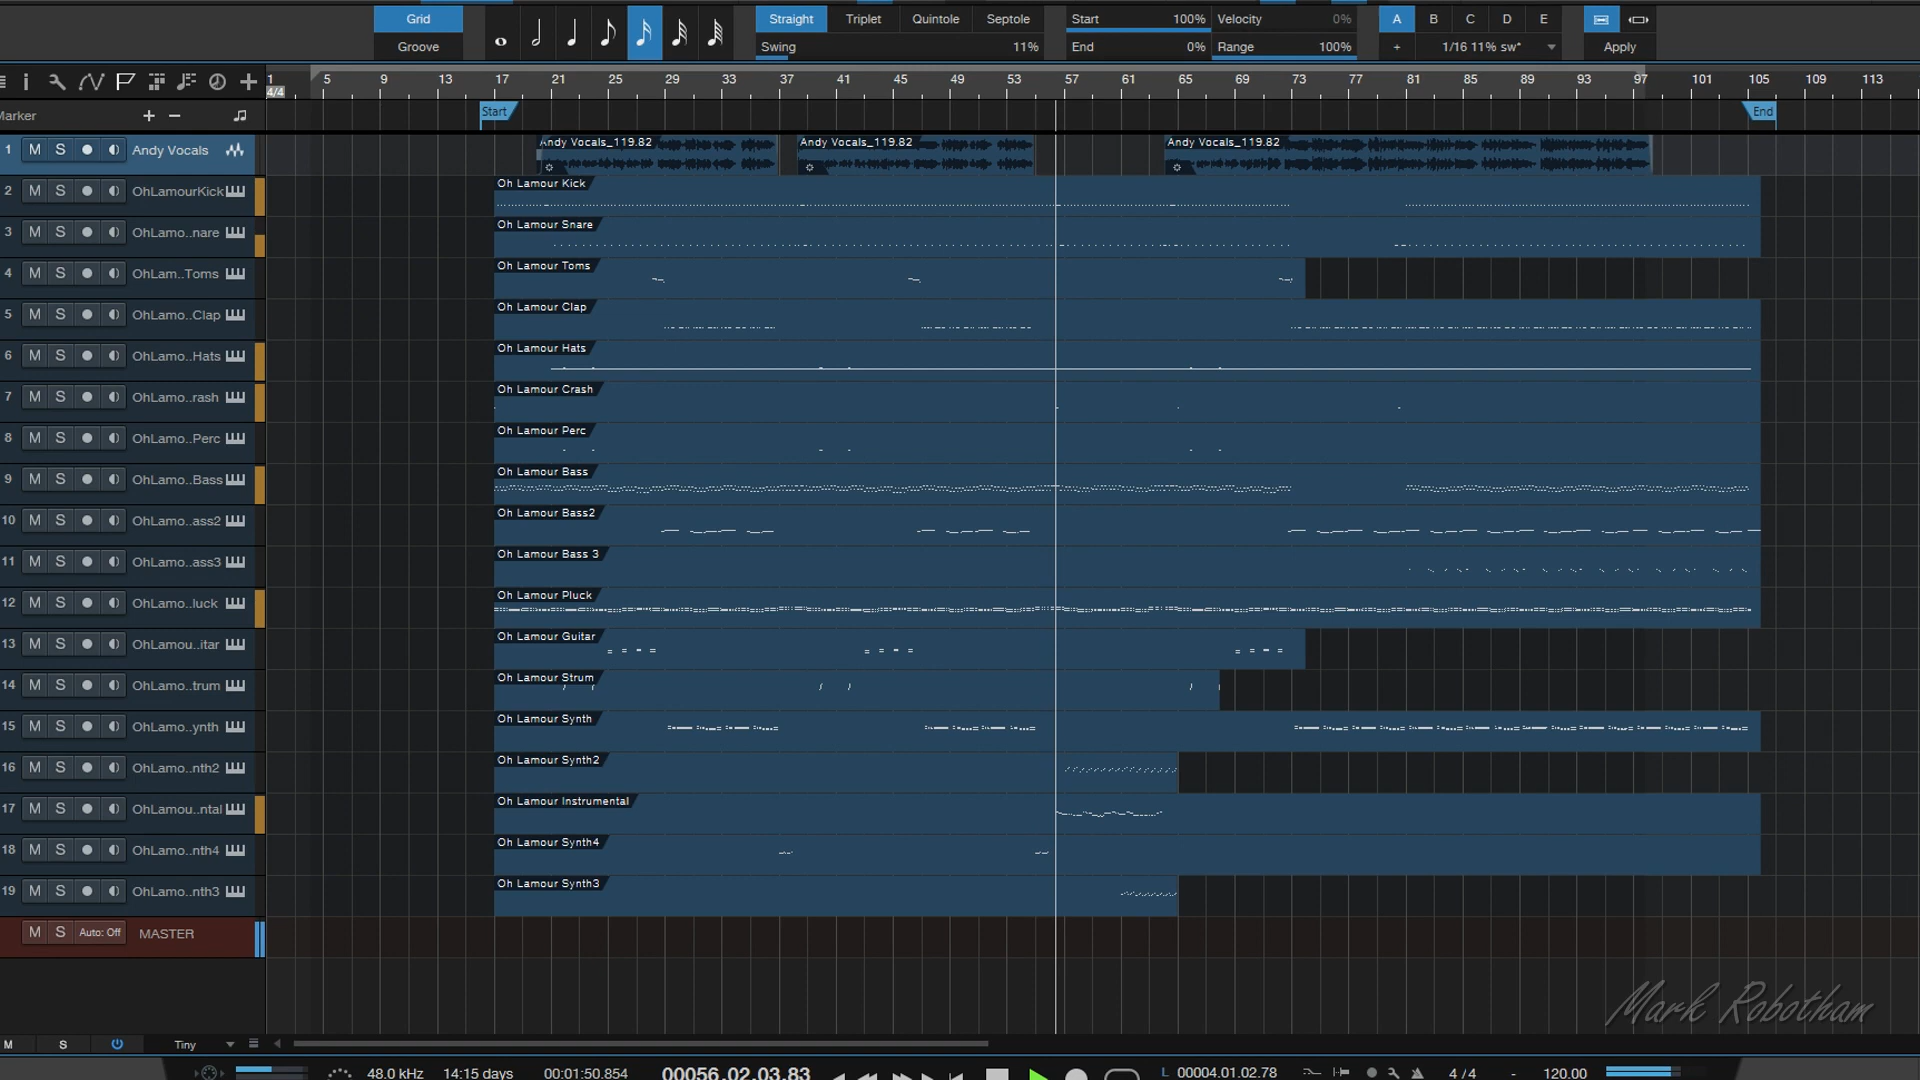 Grid
Groove
Straight Triplet Quintole Septole
Swing 11%
Start 100% Velocity 0%
End 0% Range 100%
A B C D E
+ 1/16 11% sw* Apply
1 5 9 13 17 21 25 29 33 37 41 45 49 53 57 61 65 69 73 77 81 85 89 93 97 101 105 109 113
4/4
Marker + −
Start End
1 M S Andy Vocals
Andy Vocals_119.82 Andy Vocals_119.82 Andy Vocals_119.82
2 M S OhLamourKick
Oh Lamour Kick
3 M S OhLamo..nare
Oh Lamour Snare
4 M S OhLam..Toms
Oh Lamour Toms
5 M S OhLamo..Clap
Oh Lamour Clap
6 M S OhLamo..Hats
Oh Lamour Hats
7 M S OhLamo..rash
Oh Lamour Crash
8 M S OhLamo..Perc
Oh Lamour Perc
9 M S OhLamo..Bass
Oh Lamour Bass
10 M S OhLamo..ass2
Oh Lamour Bass2
11 M S OhLamo..ass3
Oh Lamour Bass 3
12 M S OhLamo..luck
Oh Lamour Pluck
13 M S OhLamou..itar
Oh Lamour Guitar
14 M S OhLamo..trum
Oh Lamour Strum
15 M S OhLamo..ynth
Oh Lamour Synth
16 M S OhLamo..nth2
Oh Lamour Synth2
17 M S OhLamou..ntal
Oh Lamour Instrumental
18 M S OhLamo..nth4
Oh Lamour Synth4
19 M S OhLamo..nth3
Oh Lamour Synth3
M S Auto: Off MASTER
Mark Robotham
M S Tiny
48.0 kHz 14:15 days 00:01:50.854 00056.02.03.83 L 00004.01.02.78 4 / 4 - 120.00